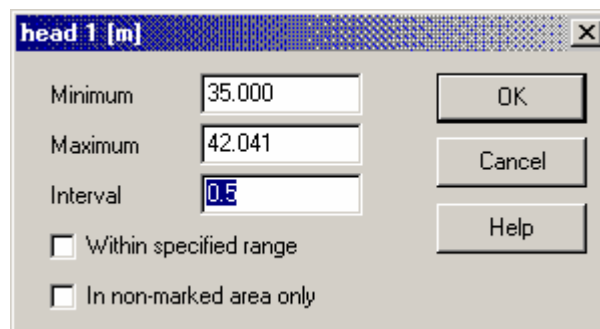 head 1 [m]
Minimum 35.000 OK
Maximum 42.041 Cancel
Interval 0.5 Help
Within specified range
In non-marked area only